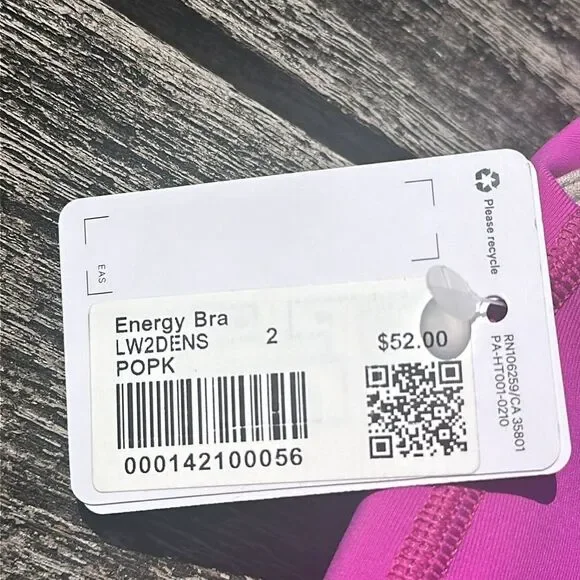 EAS
Please recycle
Energy Bra
LW2DENS 2 $52.00
POPK
000142100056
RN106259/CA 35801
PA-HT001-0210